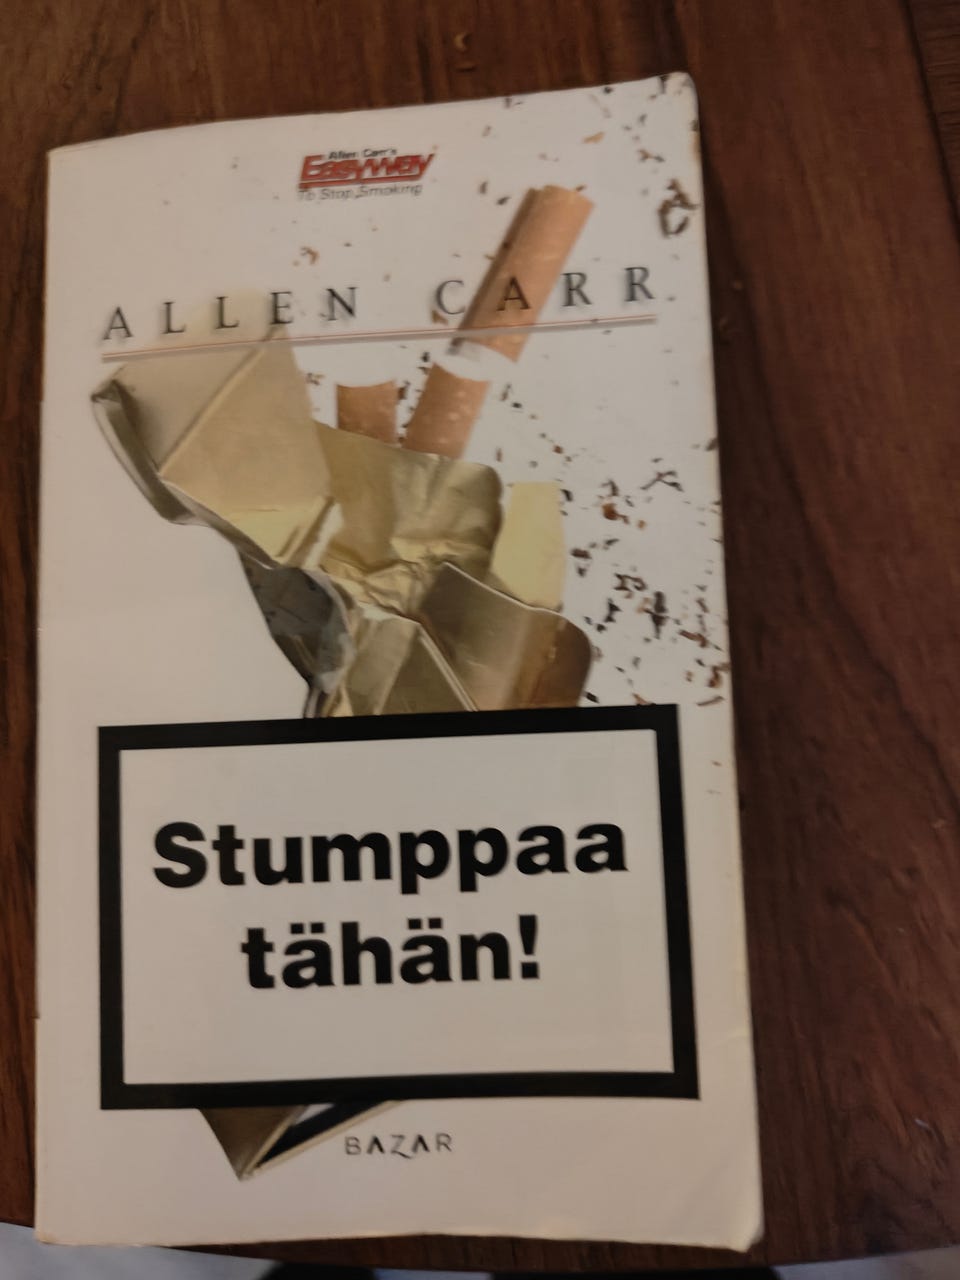 Allen Carr's
EASYWAY
To Stop Smoking
ALLEN CARR
Stumppaa
tähän!
BAZAR